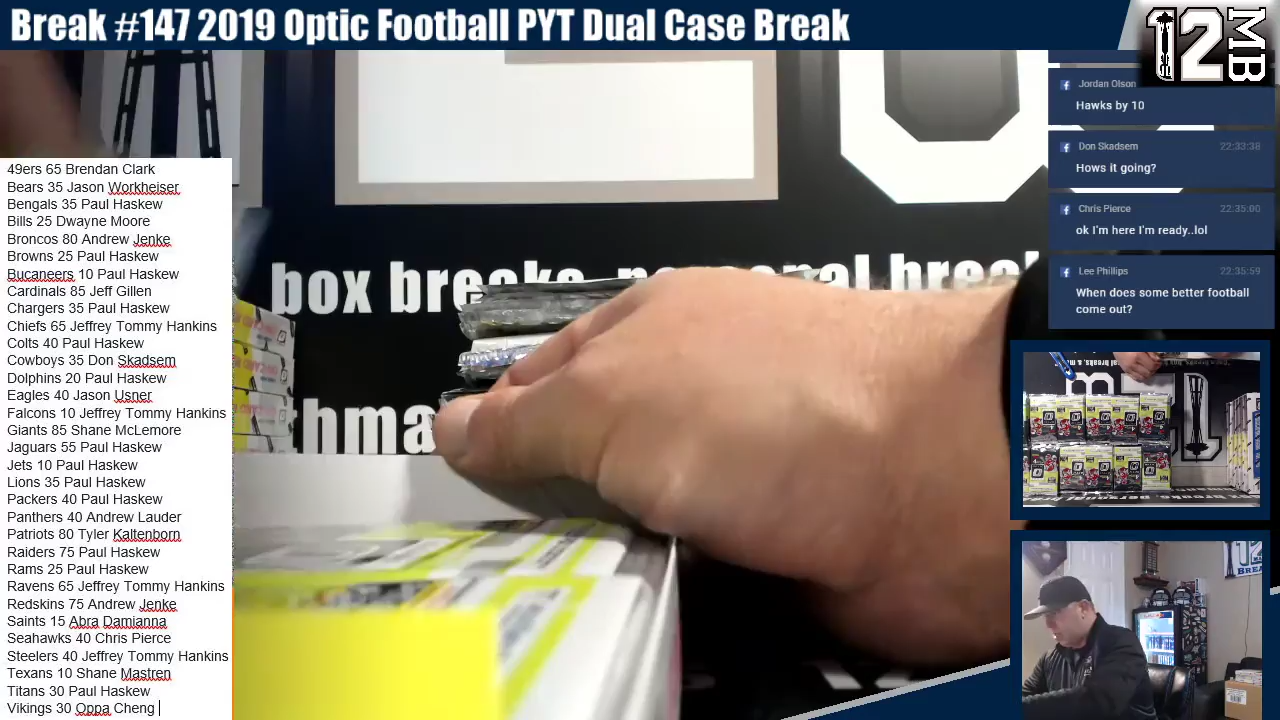 Break #147 2019 Optic Football PYT Dual Case Break
12
MB
Jordan Olson
Hawks by 10
Don Skadsem 22:33:38
Hows it going?
Chris Pierce 22:35:00
ok I'm here I'm ready..lol
Lee Phillips 22:35:59
When does some better football
come out?
49ers 65 Brendan Clark
Bears 35 Jason Workheiser
Bengals 35 Paul Haskew
Bills 25 Dwayne Moore
Broncos 80 Andrew Jenke
Browns 25 Paul Haskew
Bucaneers 10 Paul Haskew
Cardinals 85 Jeff Gillen
Chargers 35 Paul Haskew
Chiefs 65 Jeffrey Tommy Hankins
Colts 40 Paul Haskew
Cowboys 35 Don Skadsem
Dolphins 20 Paul Haskew
Eagles 40 Jason Usner
Falcons 10 Jeffrey Tommy Hankins
Giants 85 Shane McLemore
Jaguars 55 Paul Haskew
Jets 10 Paul Haskew
Lions 35 Paul Haskew
Packers 40 Paul Haskew
Panthers 40 Andrew Lauder
Patriots 80 Tyler Kaltenborn
Raiders 75 Paul Haskew
Rams 25 Paul Haskew
Ravens 65 Jeffrey Tommy Hankins
Redskins 75 Andrew Jenke
Saints 15 Abra Damianna
Seahawks 40 Chris Pierce
Steelers 40 Jeffrey Tommy Hankins
Texans 10 Shane Mastren
Titans 30 Paul Haskew
Vikings 30 Oppa Cheng
box breaks, personal break
thma